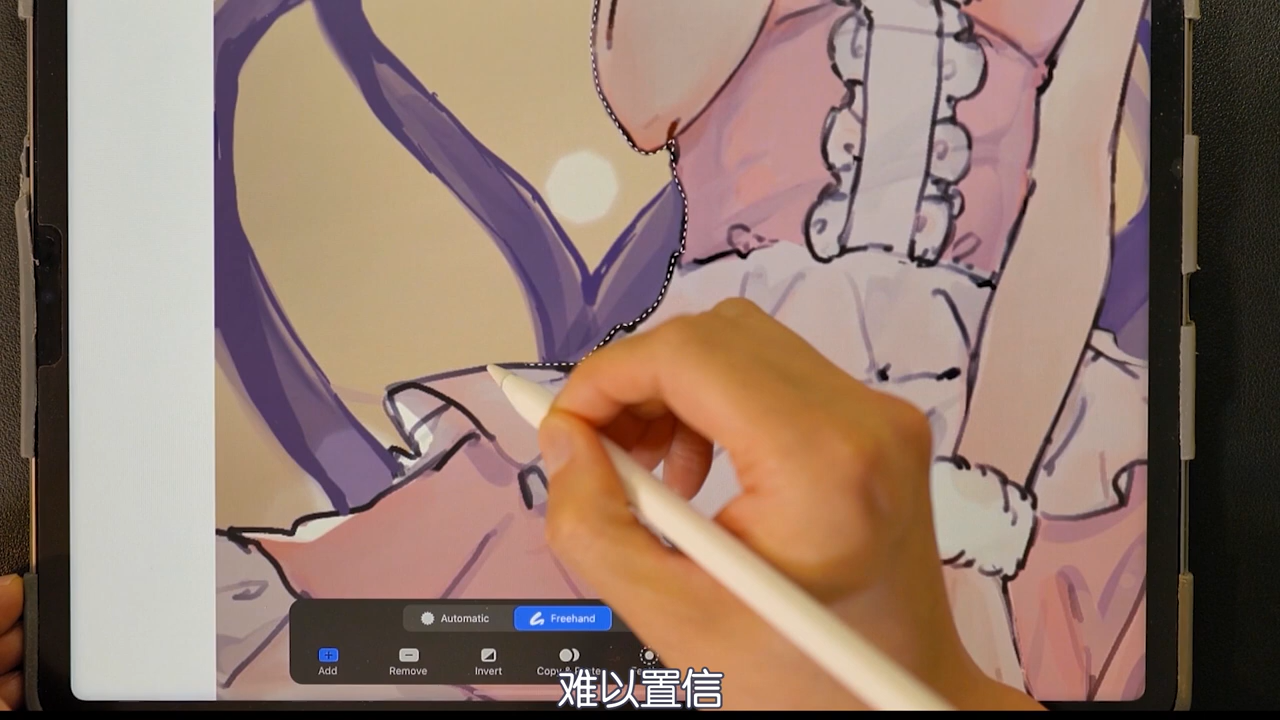 Automatic
Freehand
Add
Remove
Invert
难以置信